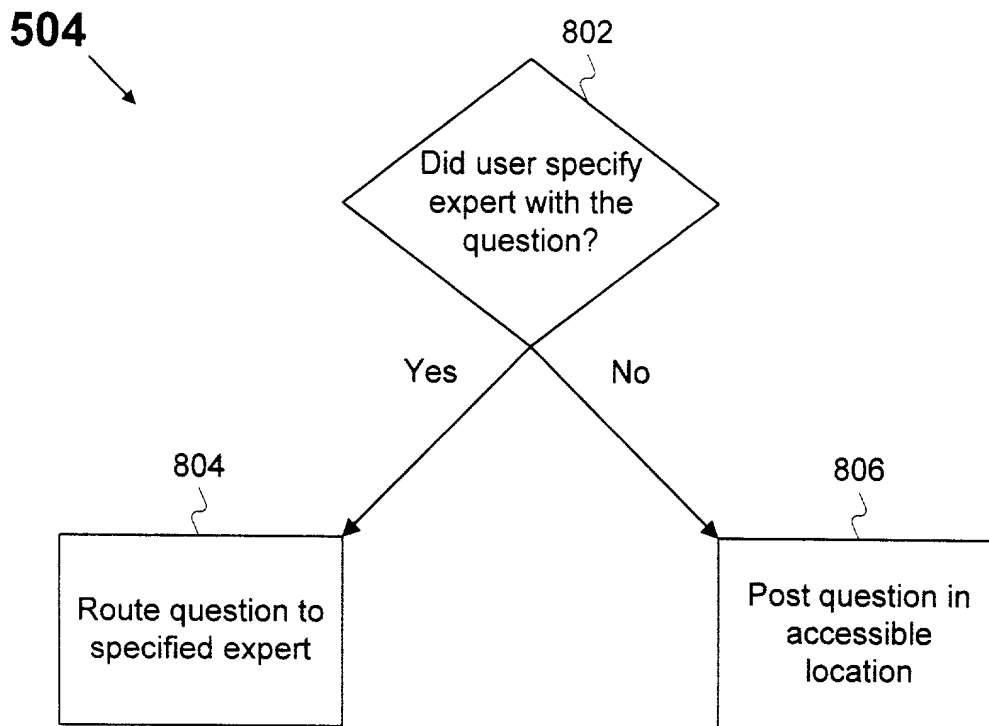 504
802
Did user specify
expert with the
question?
Yes
No
804
806
Route question to
specified expert
Post question in
accessible
location